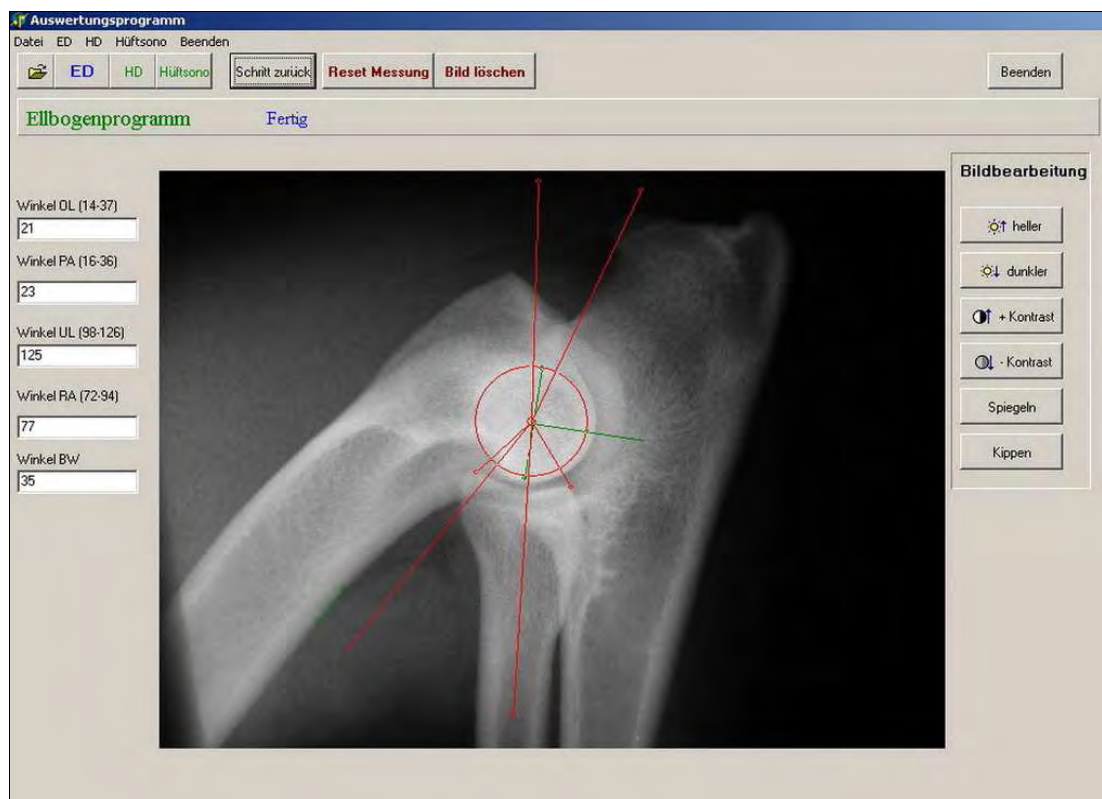 Auswertungsprogramm
Datei ED HD Hüftsono Beenden
ED HD Hüftsono Schritt zurück Reset Messung Bild löschen Beenden
Ellbogenprogramm Fertig
Winkel OL (14-37)
21
Winkel PA (16-36)
23
Winkel UL (98-126)
125
Winkel RA (72-94)
77
Winkel BW
35
Bildbearbeitung
heller
dunkler
+ Kontrast
- Kontrast
Spiegeln
Kippen